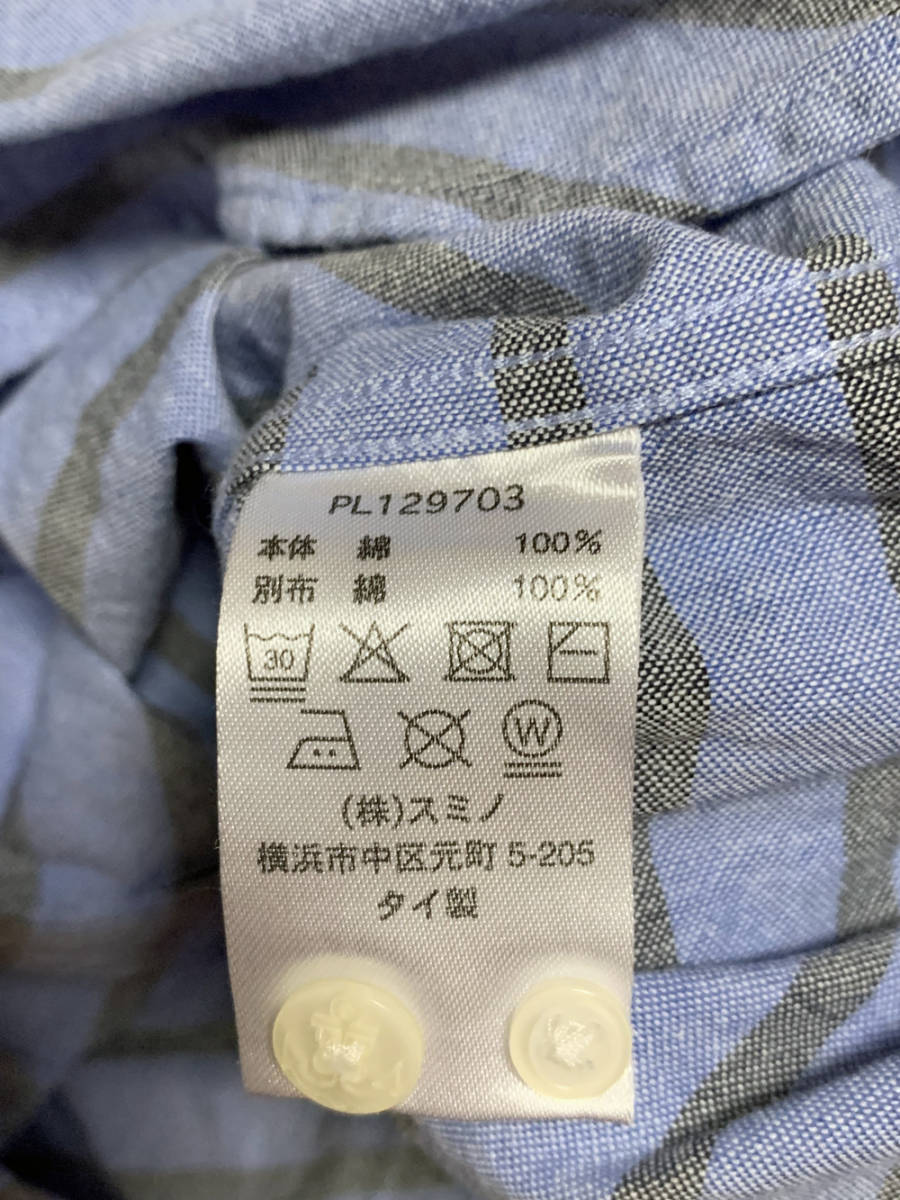 PL129703
本体 綿 100%
別布 綿 100%
30
W
(株)スミノ
横浜市中区元町 5-205
タイ製